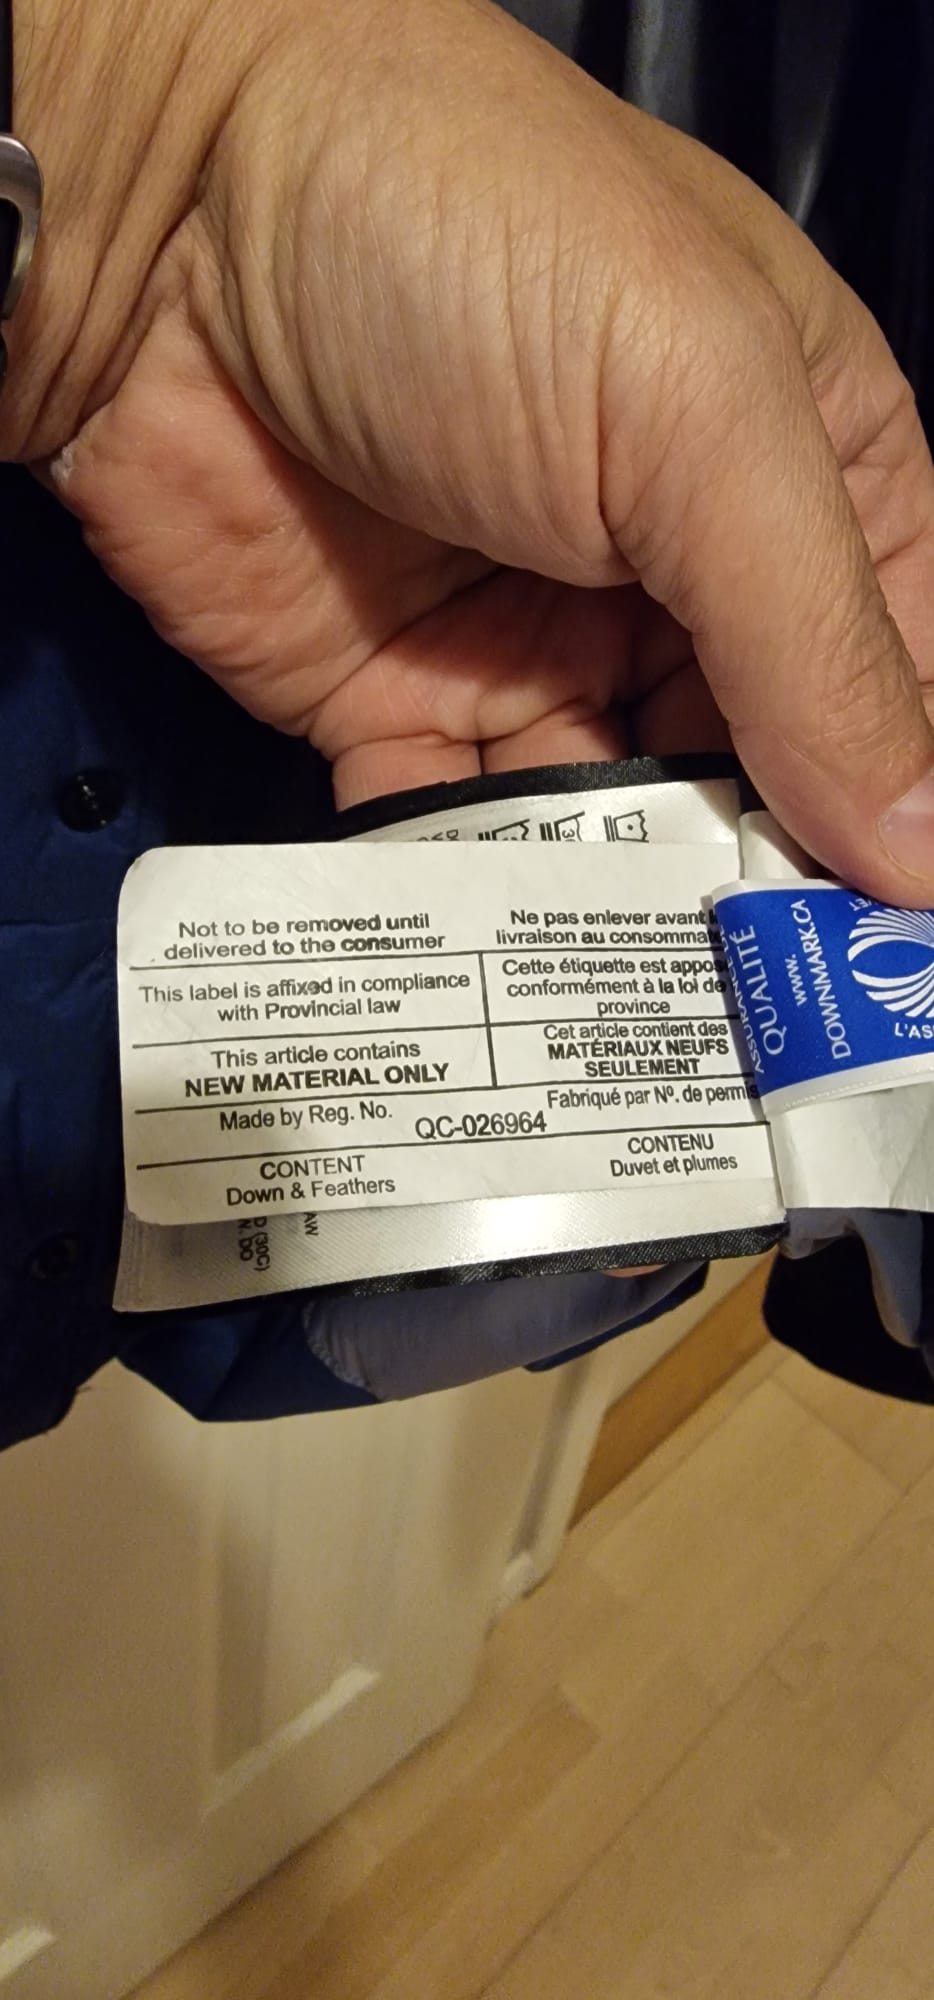 Not to be removed until
delivered to the consumer
Ne pas enlever avant
livraison au
This label is affixed in compliance
with Provincial law
Cette étiquette est
conformément à la loi de
province
This article contains
NEW MATERIAL ONLY
Cet article contient des
MATÉRIAUX NEUFS
SEULEMENT
Made by Reg. No.
QC-026964
Fabriqué par Nº. de permis
CONTENT
Down & Feathers
CONTENU
Duvet et plumes
QUALITÉ
WWW.
DOWNMARK.CA
(30C)